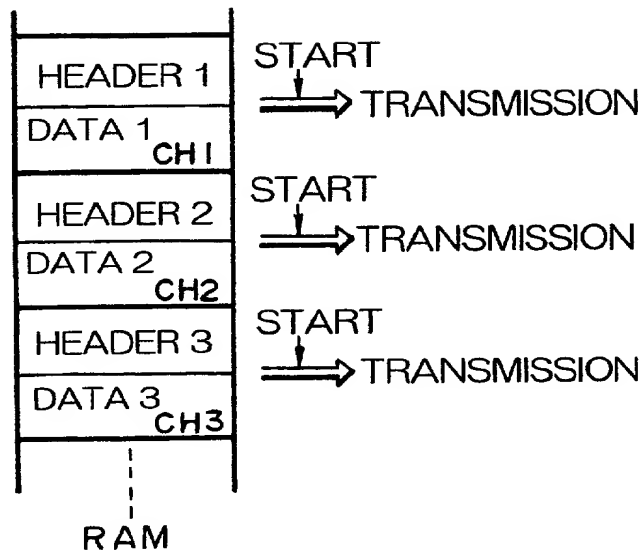 HEADER 1
DATA 1
CH1
START
TRANSMISSION
HEADER 2
DATA 2
CH2
START
TRANSMISSION
HEADER 3
DATA 3
CH3
START
TRANSMISSION
RAM